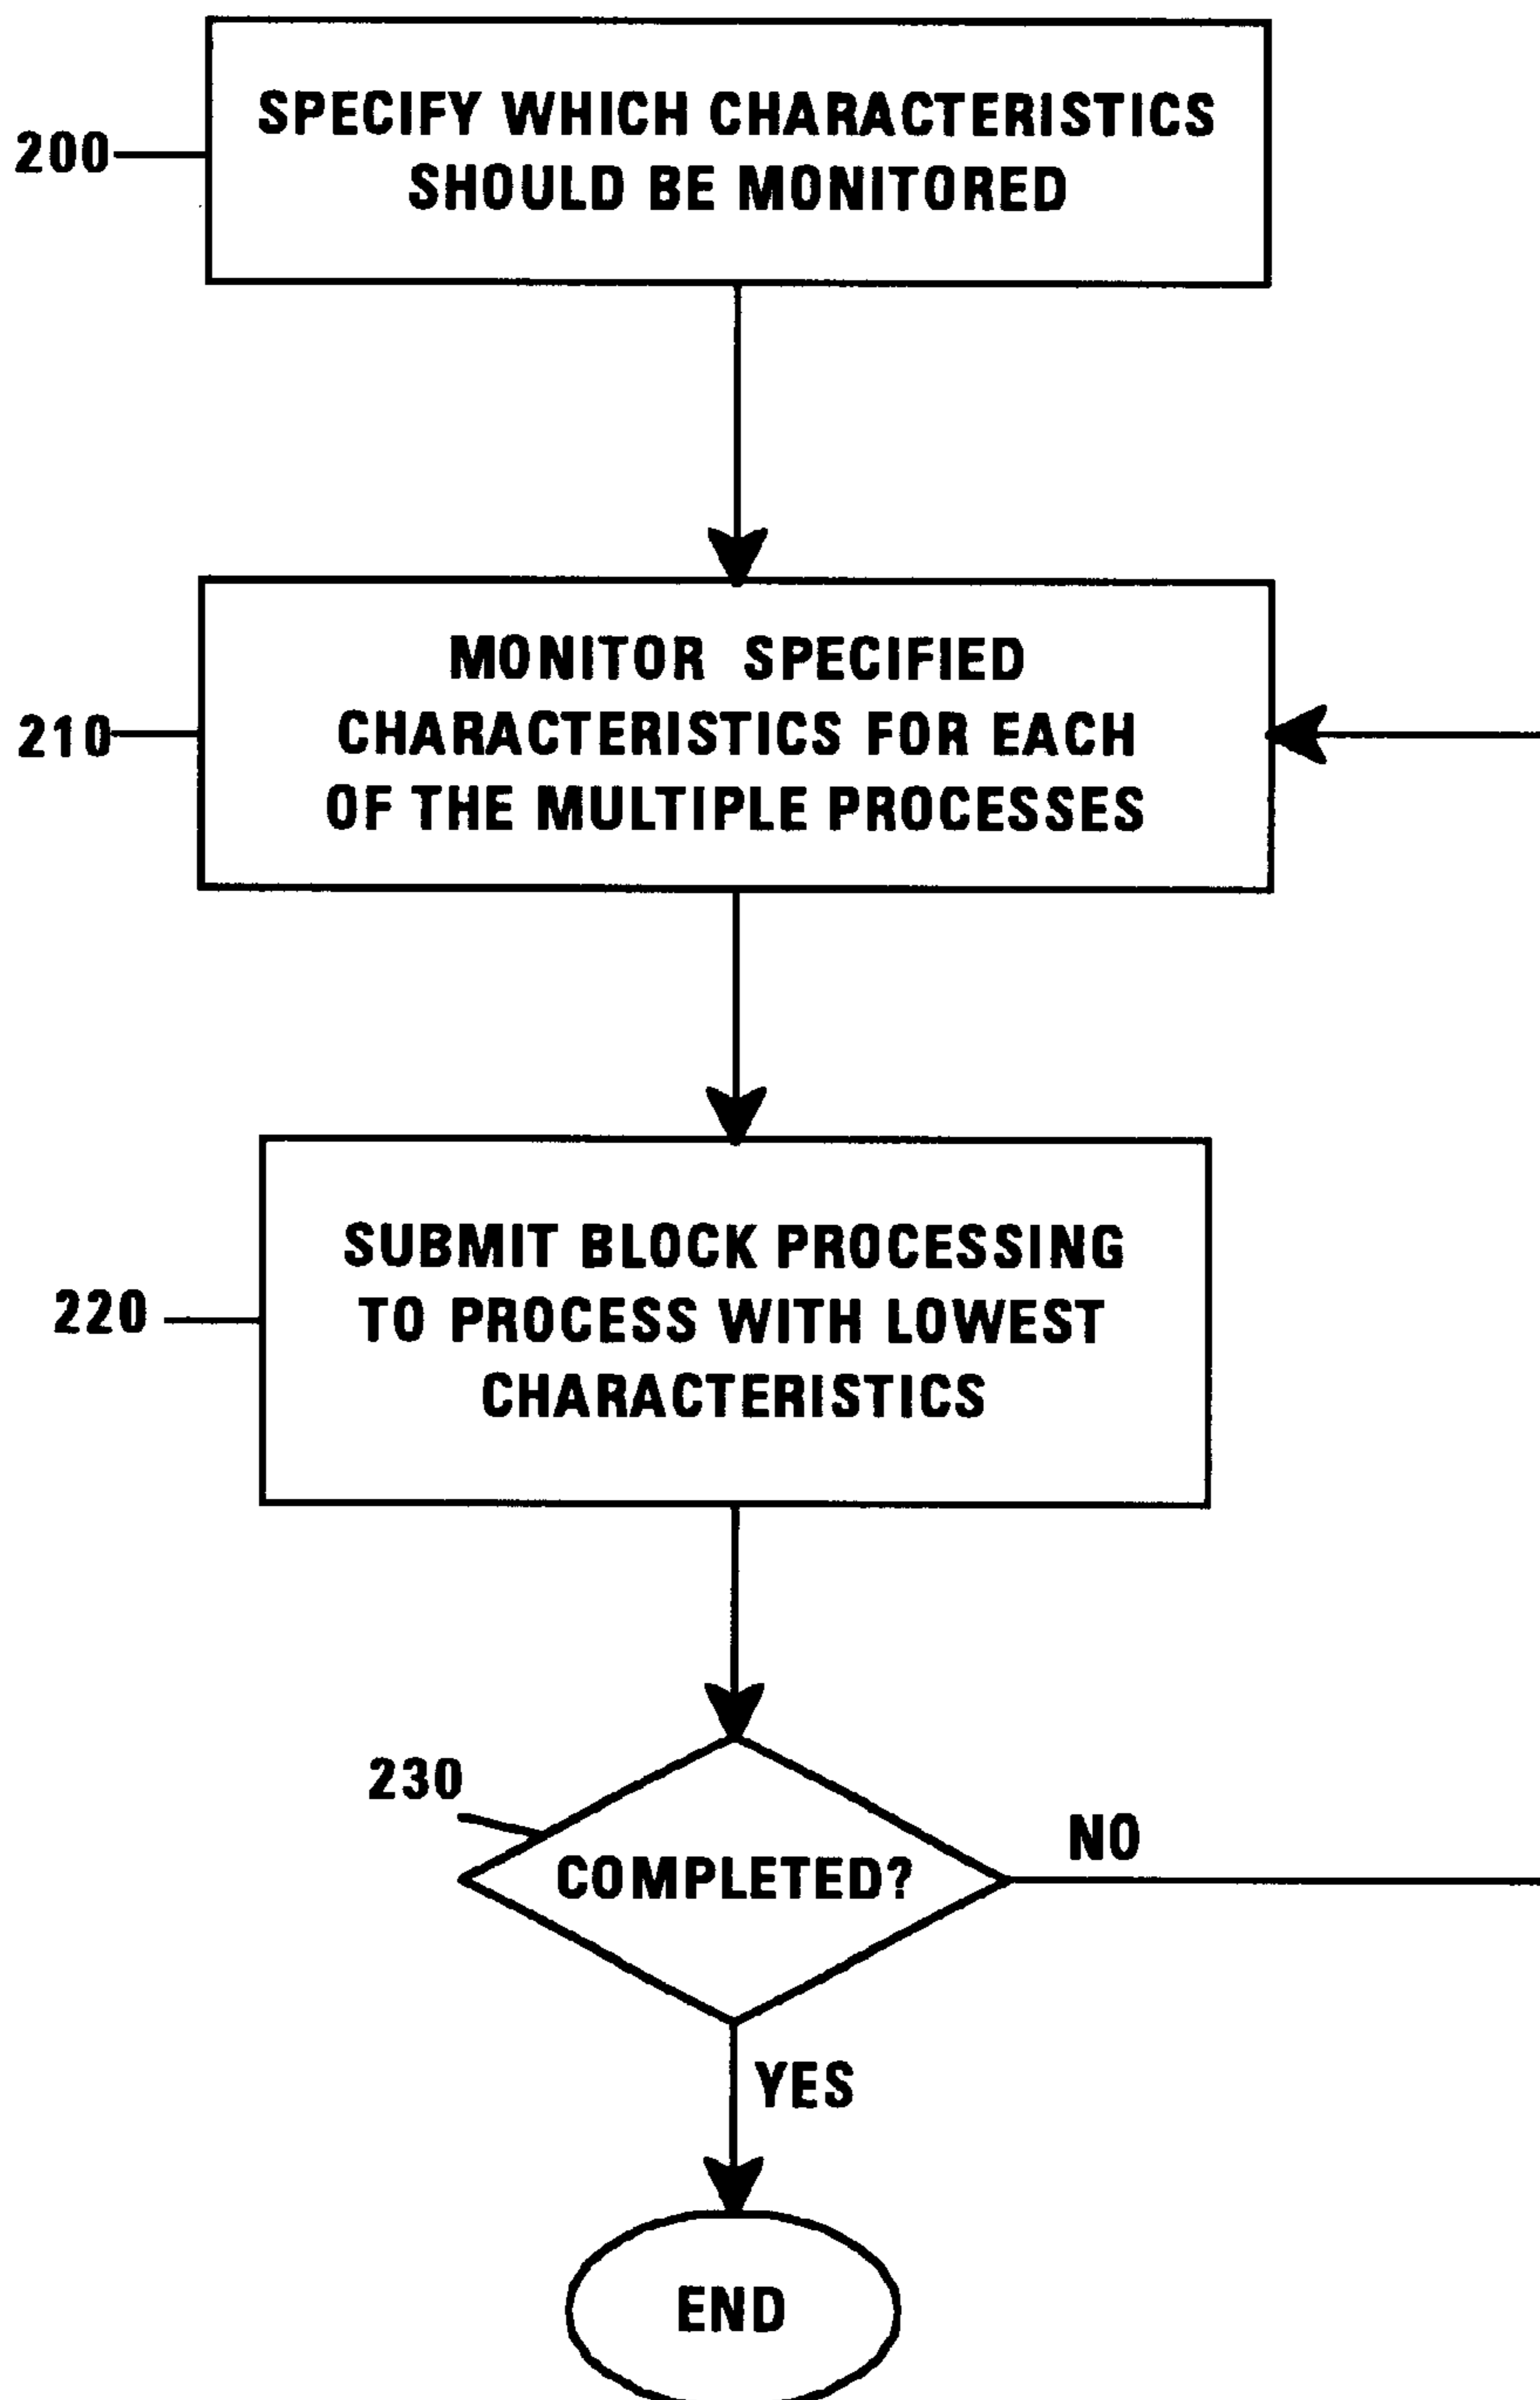 200
SPECIFY WHICH CHARACTERISTICS
SHOULD BE MONITORED
210
MONITOR SPECIFIED
CHARACTERISTICS FOR EACH
OF THE MULTIPLE PROCESSES
220
SUBMIT BLOCK PROCESSING
TO PROCESS WITH LOWEST
CHARACTERISTICS
230
COMPLETED?
NO
YES
END